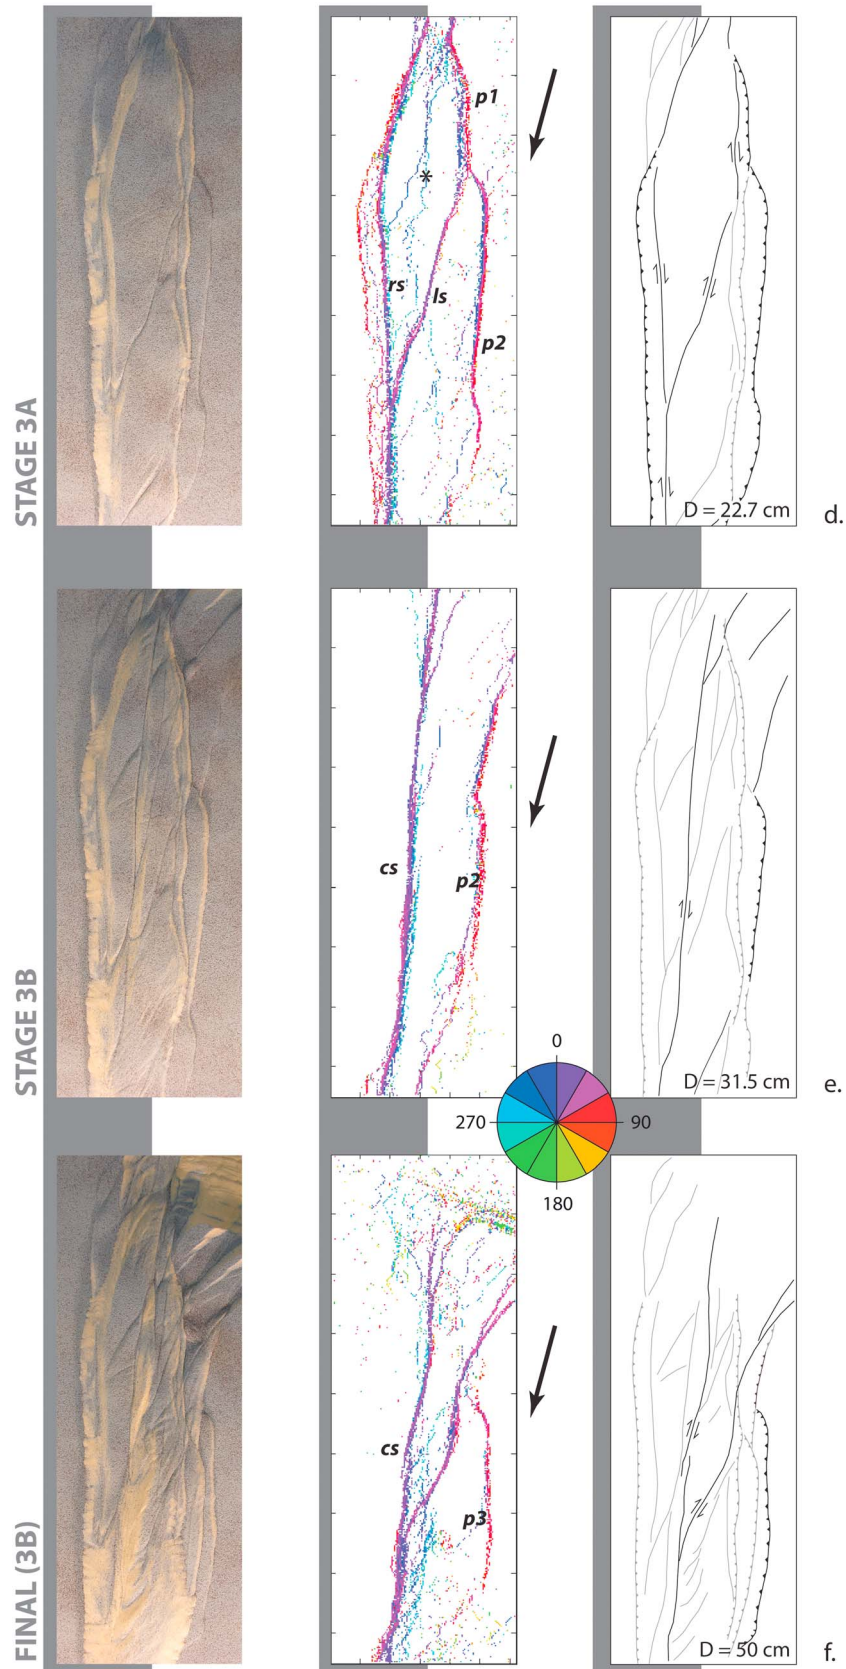 STAGE 3A
p1
*
rs
ls
p2
D = 22.7 cm
d.
STAGE 3B
cs
p2
D = 31.5 cm
e.
0
270
90
180
FINAL (3B)
cs
p3
D = 50 cm
f.